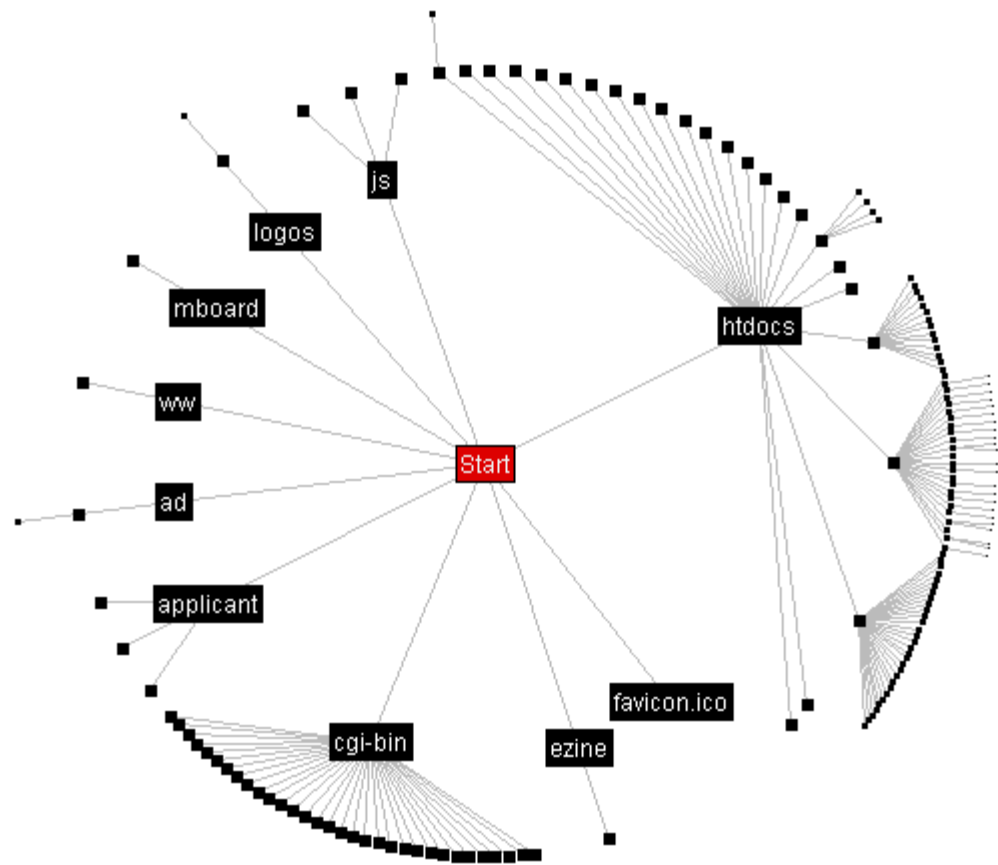 js
logos
mboard
htdocs
ww
Start
ad
applicant
favicon.ico
cgi-bin
ezine